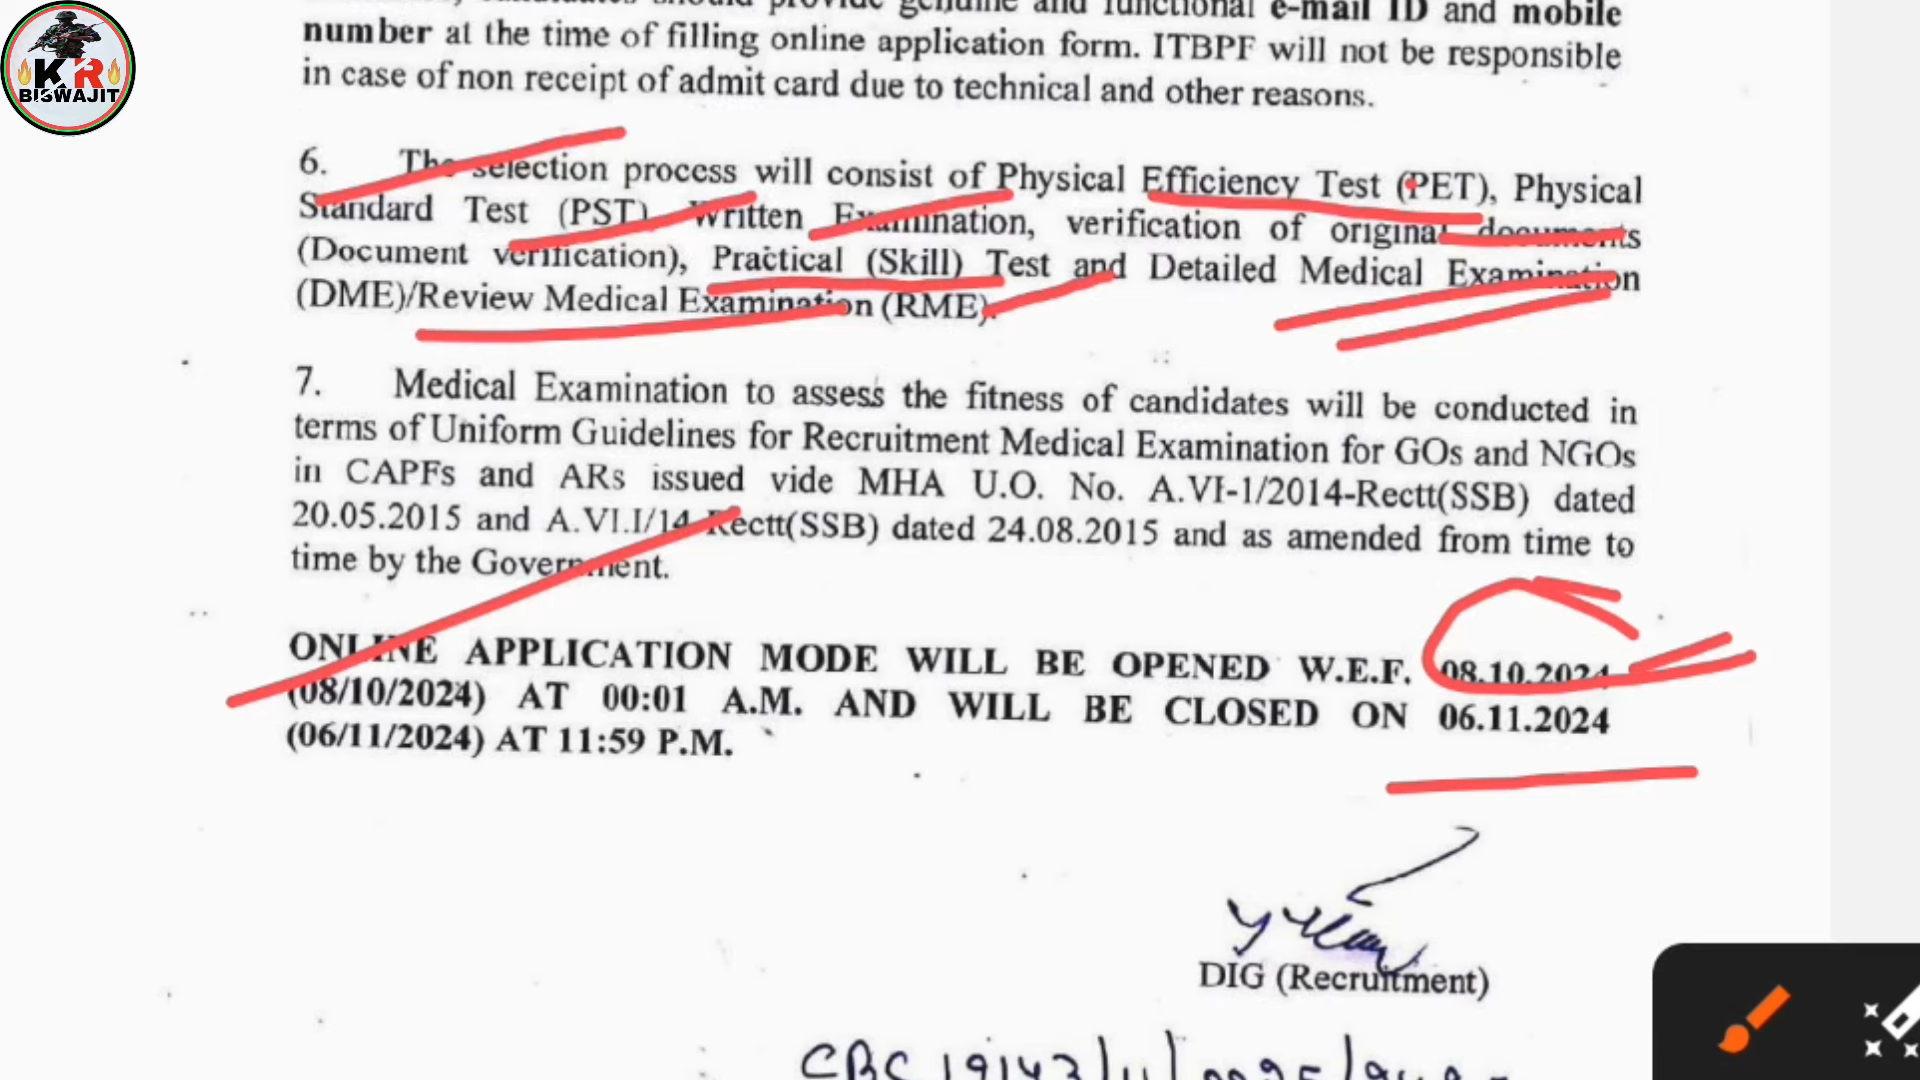 KR
BISWAJIT
e-mail ID and mobile
number at the time of filling online application form. ITBPF will not be responsible
in case of non receipt of admit card due to technical and other reasons.
6. The selection process will consist of Physical Efficiency Test (PET), Physical
Standard Test (PST), Written Examination, verification of original documents
(Document verification), Practical (Skill) Test and Detailed Medical Examination
(DME)/Review Medical Examination (RME).
7. Medical Examination to assess the fitness of candidates will be conducted in
terms of Uniform Guidelines for Recruitment Medical Examination for GOs and NGOs
in CAPFs and ARs issued vide MHA U.O. No. A.VI-1/2014-Rectt(SSB) dated
20.05.2015 and A.VI.I/14-Rectt(SSB) dated 24.08.2015 and as amended from time to
time by the Government.
ONLINE APPLICATION MODE WILL BE OPENED W.E.F. 08.10.2024
(08/10/2024) AT 00:01 A.M. AND WILL BE CLOSED ON 06.11.2024
(06/11/2024) AT 11:59 P.M.
DIG (Recruitment)